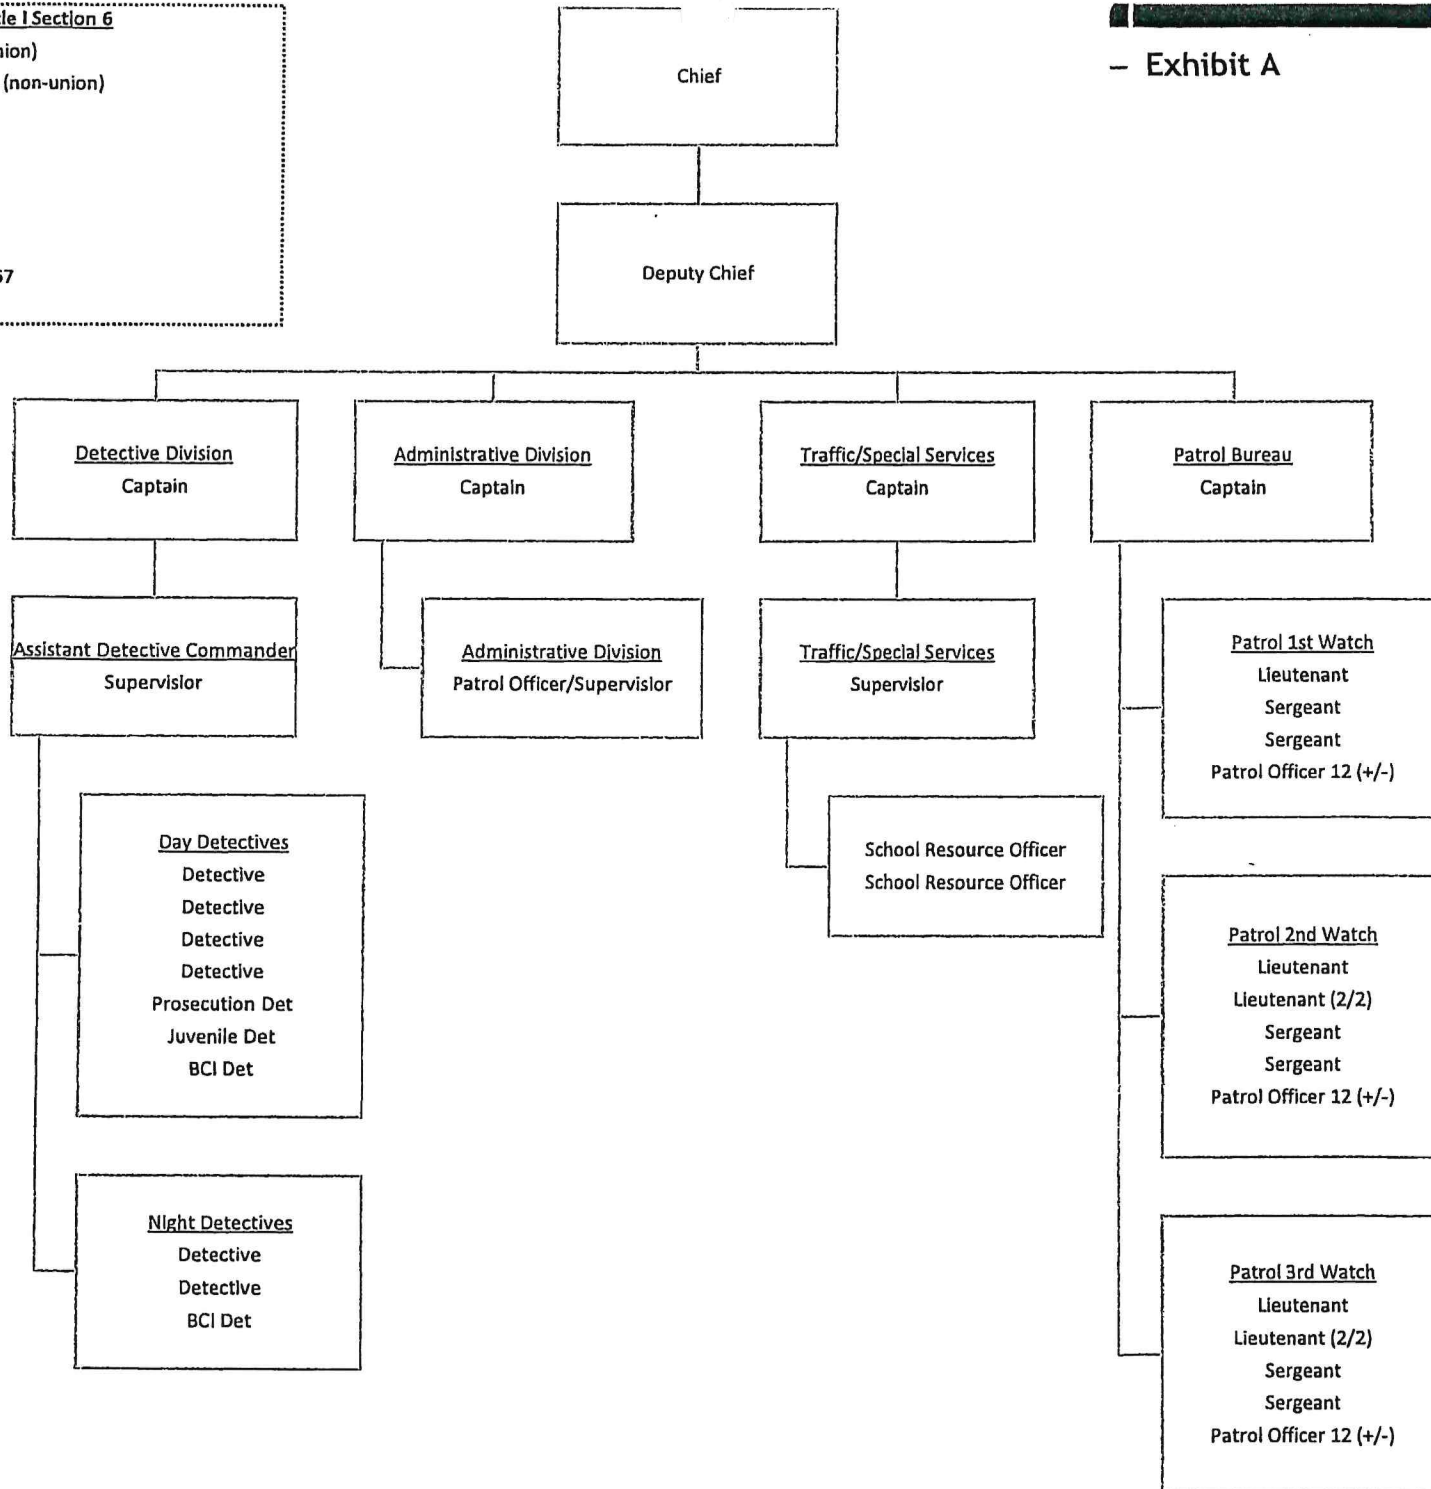 Section 6
(non-union)
67
– Exhibit A
Chief
Deputy Chief
Detective Division
Captain
Administrative Division
Captain
Traffic/Special Services
Captain
Patrol Bureau
Captain
Assistant Detective Commander
Supervisior
Administrative Division
Patrol Officer/Supervisior
Traffic/Special Services
Supervisior
Day Detectives
Detective
Detective
Detective
Detective
Prosecution Det
Juvenile Det
BCI Det
Night Detectives
Detective
Detective
BCI Det
School Resource Officer
School Resource Officer
Patrol 1st Watch
Lieutenant
Sergeant
Sergeant
Patrol Officer 12 (+/-)
Patrol 2nd Watch
Lieutenant
Lieutenant (2/2)
Sergeant
Sergeant
Patrol Officer 12 (+/-)
Patrol 3rd Watch
Lieutenant
Lieutenant (2/2)
Sergeant
Sergeant
Patrol Officer 12 (+/-)